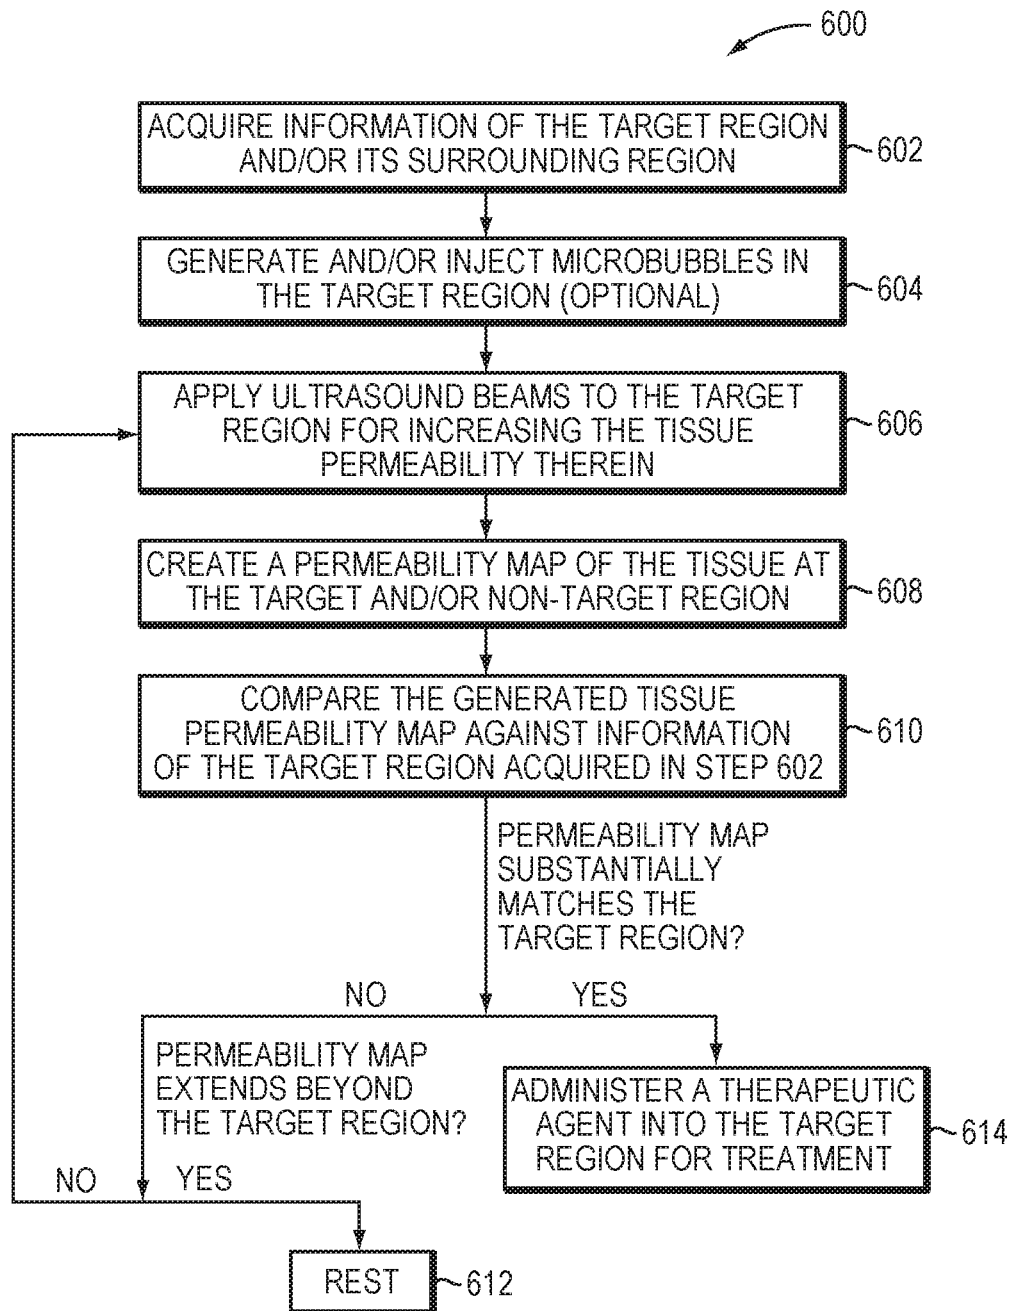 600
ACQUIRE INFORMATION OF THE TARGET REGION
AND/OR ITS SURROUNDING REGION
602
GENERATE AND/OR INJECT MICROBUBBLES IN
THE TARGET REGION (OPTIONAL)
604
APPLY ULTRASOUND BEAMS TO THE TARGET
REGION FOR INCREASING THE TISSUE
PERMEABILITY THEREIN
606
CREATE A PERMEABILITY MAP OF THE TISSUE AT
THE TARGET AND/OR NON-TARGET REGION
608
COMPARE THE GENERATED TISSUE
PERMEABILITY MAP AGAINST INFORMATION
OF THE TARGET REGION ACQUIRED IN STEP 602
610
PERMEABILITY MAP
SUBSTANTIALLY
MATCHES THE
TARGET REGION?
NO
YES
PERMEABILITY MAP
EXTENDS BEYOND
THE TARGET REGION?
ADMINISTER A THERAPEUTIC
AGENT INTO THE TARGET
REGION FOR TREATMENT
614
NO
YES
REST
612